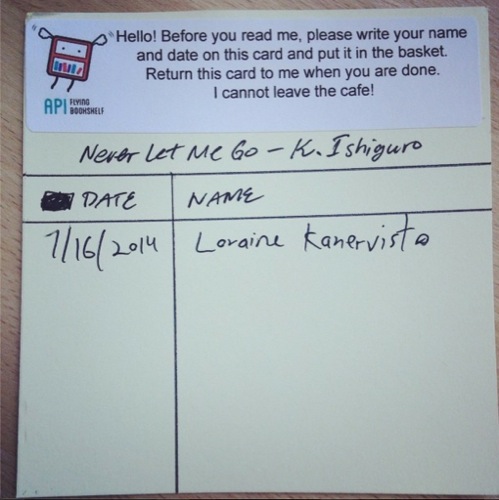 Hello! Before you read me, please write your name
and date on this card and put it in the basket.
Return this card to me when you are done.
I cannot leave the cafe!
API FLYING
BOOKSHELF
Never Let Me Go - K. Ishiguro
DATE NAME
7/16/2014 Loraine Kanervisto